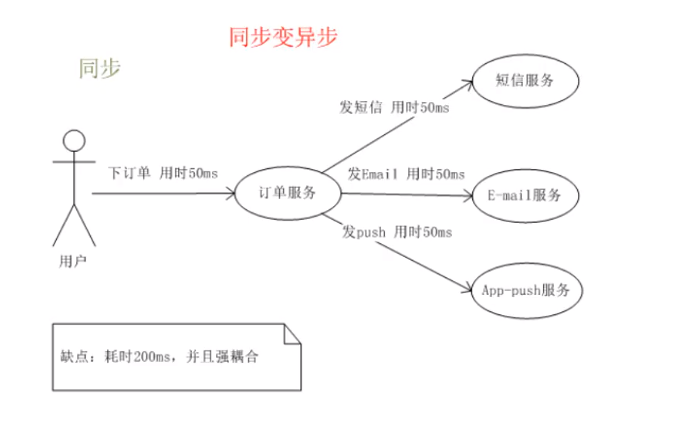 同步变异步
同步
短信服务
发短信 用时50ms
下订单 用时50ms
发Email 用时50ms
订单服务
E-mail服务
发push 用时50ms
用户
App-push服务
缺点：耗时200ms，并且强耦合